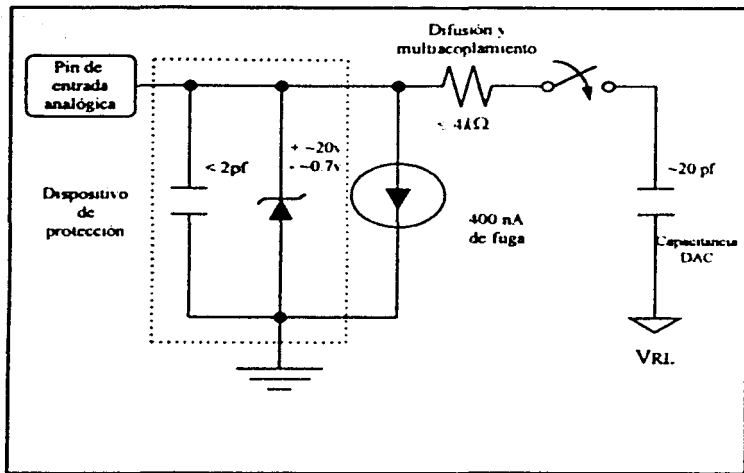 Difusión y
multiacoplamiento
Pin de
entrada
analógica
< 4kΩ
+ ~20v
- ~0.7v
< 2pf
~20 pf
Dispositivo
de
protección
400 nA
de fuga
Capacitancia
DAC
VRL